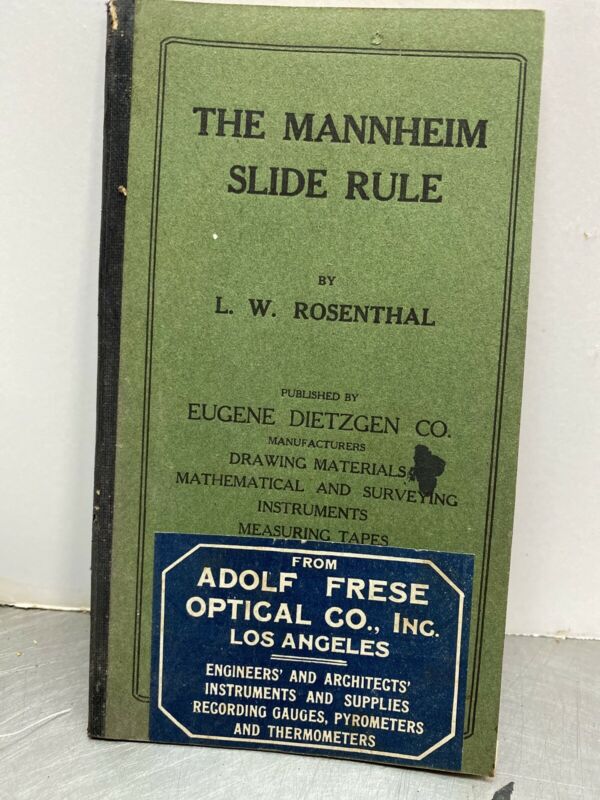 THE MANNHEIM
SLIDE RULE
BY
L. W. ROSENTHAL
PUBLISHED BY
EUGENE DIETZGEN CO.
MANUFACTURERS
DRAWING MATERIALS
MATHEMATICAL AND SURVEYING
INSTRUMENTS
MEASURING TAPES
FROM
ADOLF FRESE
OPTICAL CO., INC.
LOS ANGELES
ENGINEERS' AND ARCHITECTS'
INSTRUMENTS AND SUPPLIES
RECORDING GAUGES, PYROMETERS
AND THERMOMETERS